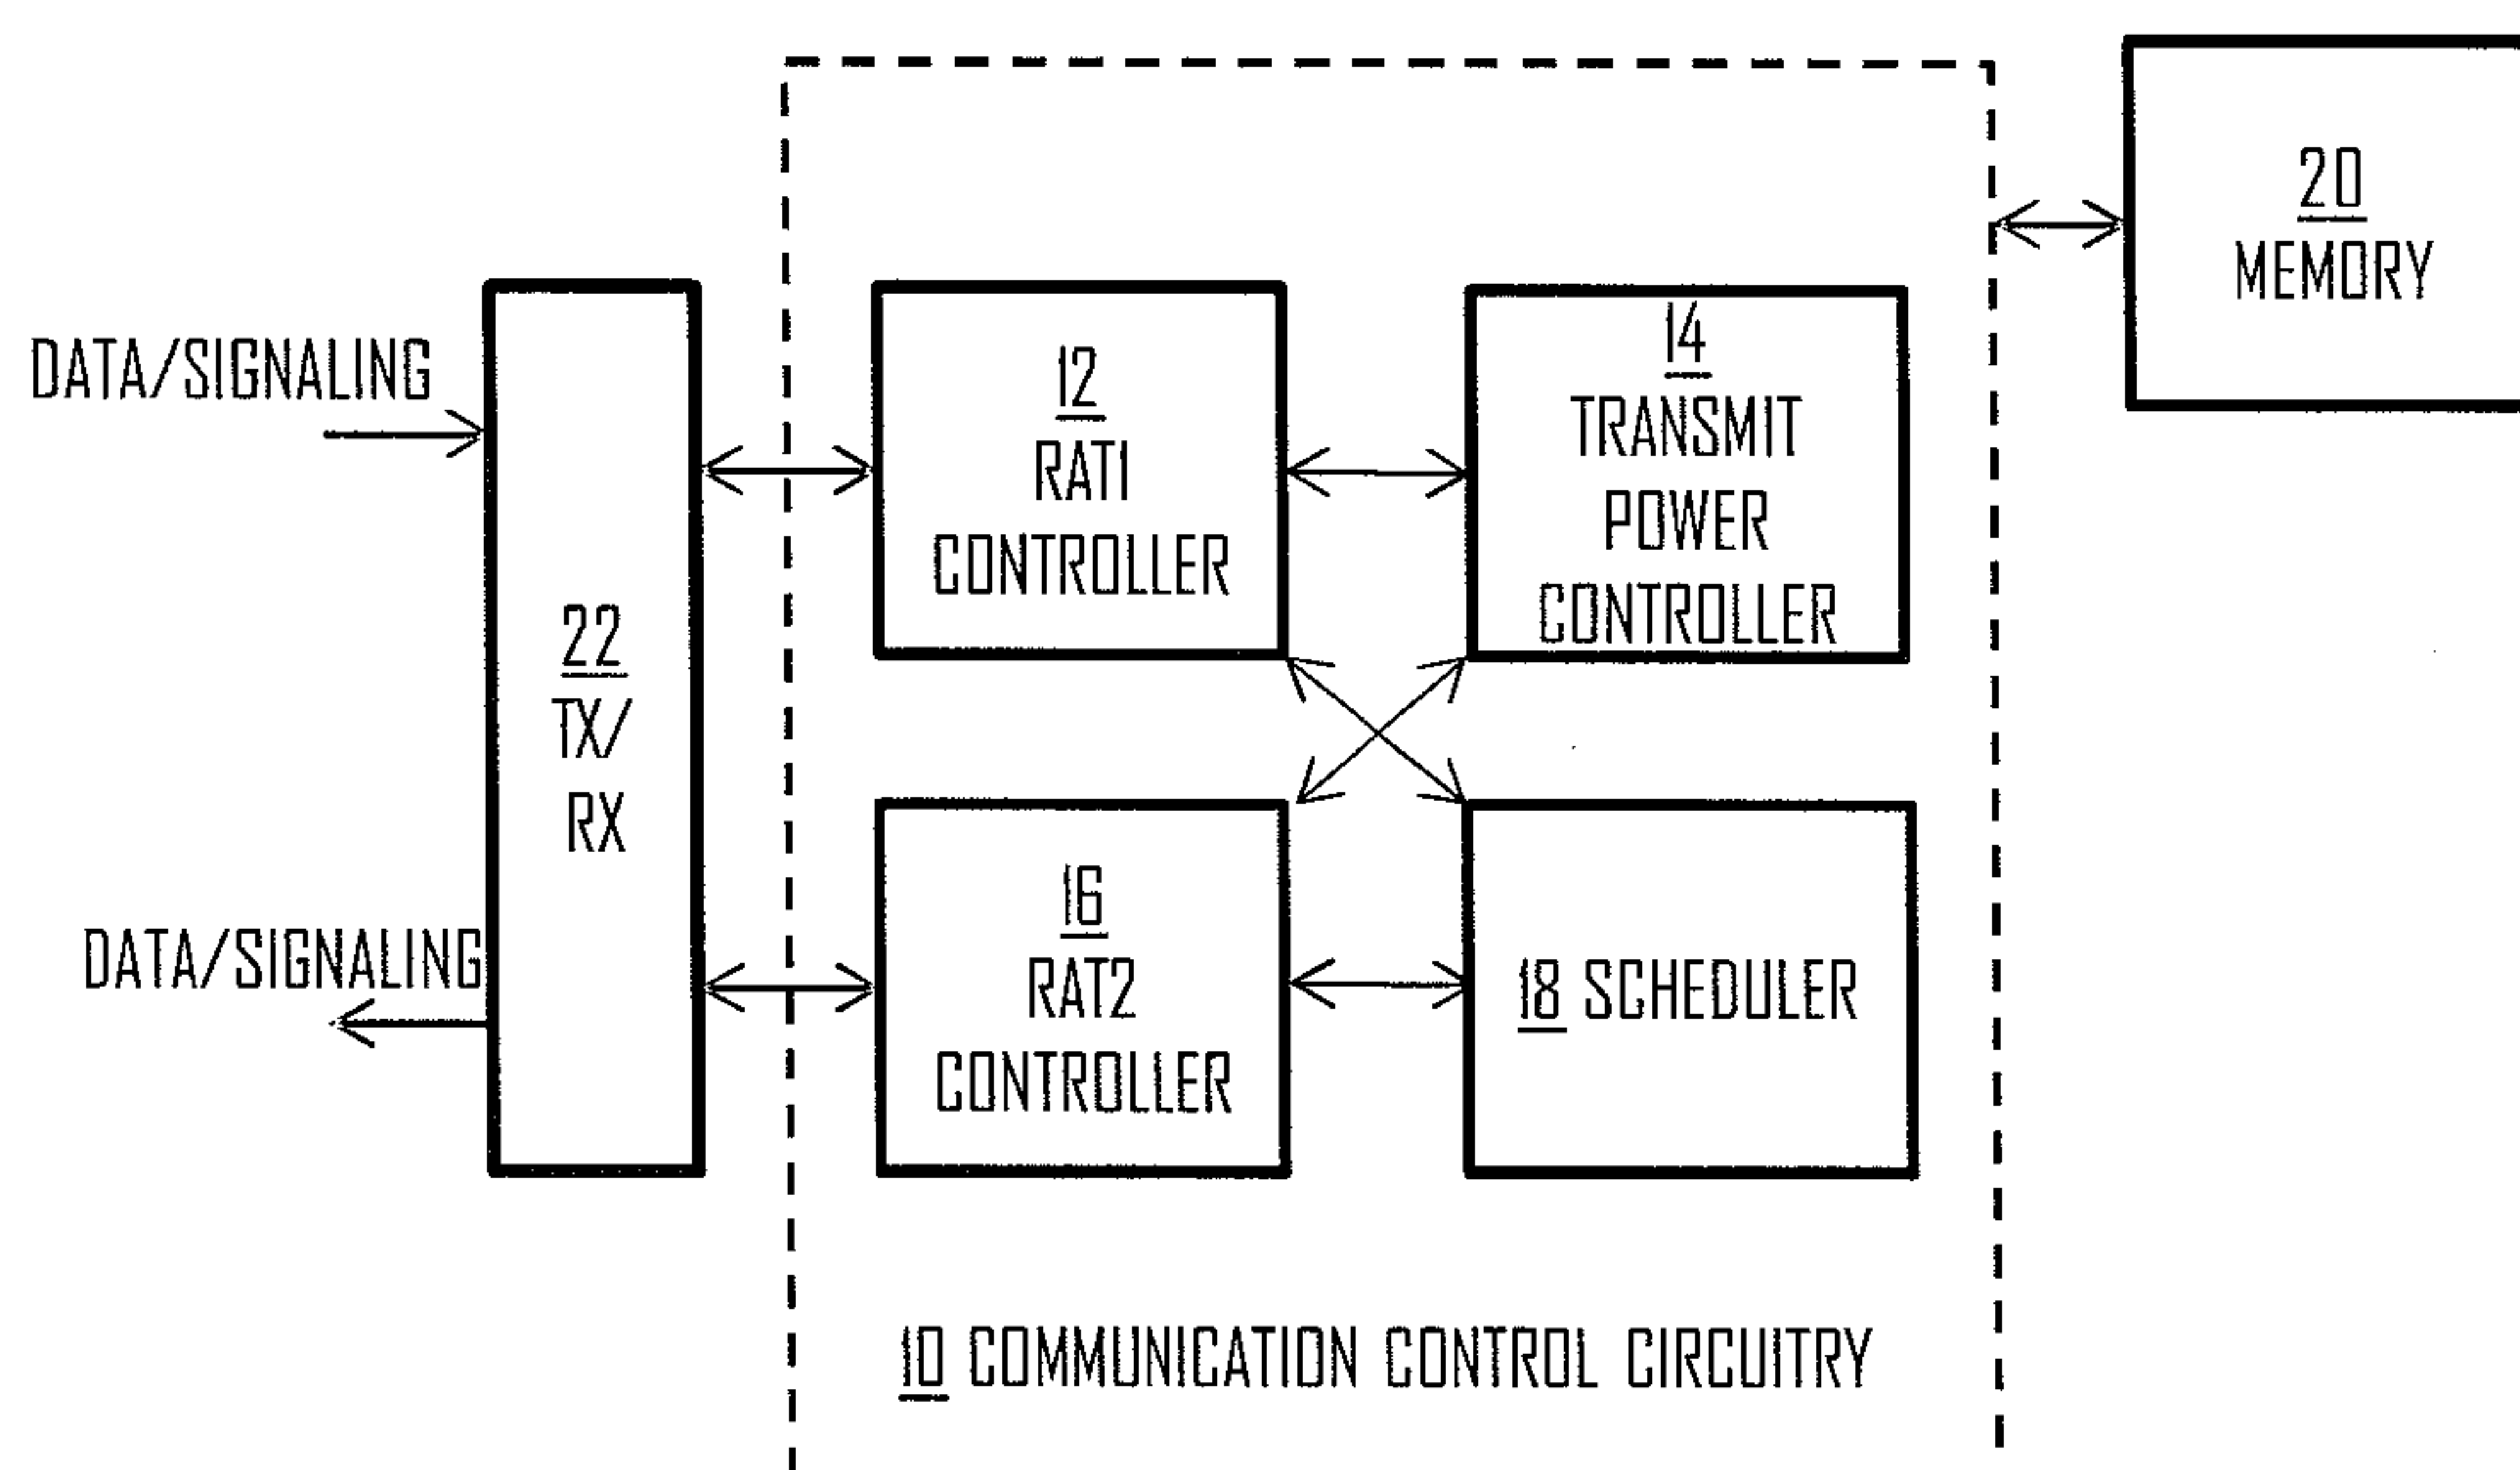 20
MEMORY
DATA/SIGNALING
12
RAT1
CONTROLLER
14
TRANSMIT
POWER
CONTROLLER
22
TX/
RX
DATA/SIGNALING
16
RAT2
CONTROLLER
18 SCHEDULER
10 COMMUNICATION CONTROL CIRCUITRY